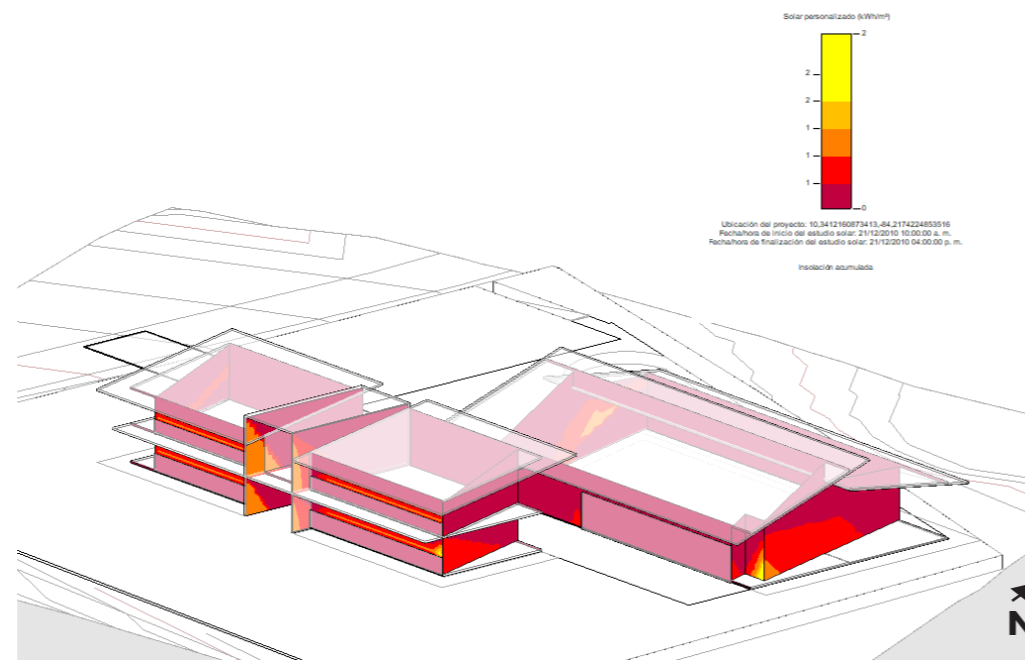 Solar personalizado (kWh/m²)
2
2
2
1
1
1
0
Ubicación del proyecto: 10,3412160873413,-84,2174224853516
Fecha/hora de inicio del estudio solar: 21/12/2010 10:00:00 a. m.
Fecha/hora de finalización del estudio solar: 21/12/2010 04:00:00 p. m.
Insolación acumulada
N